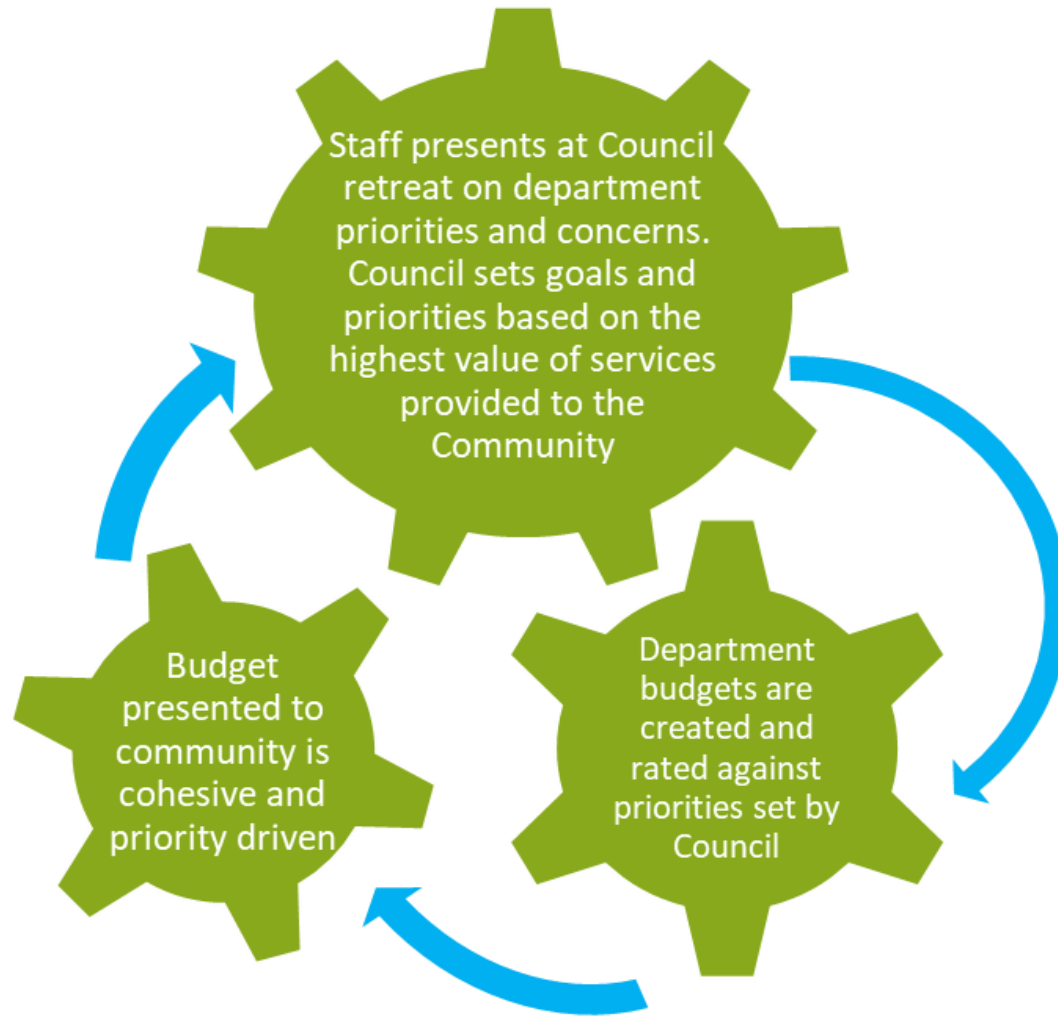 Staff presents at Council
retreat on department
priorities and concerns.
Council sets goals and
priorities based on the
highest value of services
provided to the
Community
Department
budgets are
created and
rated against
priorities set by
Council
Budget
presented to
community is
cohesive and
priority driven